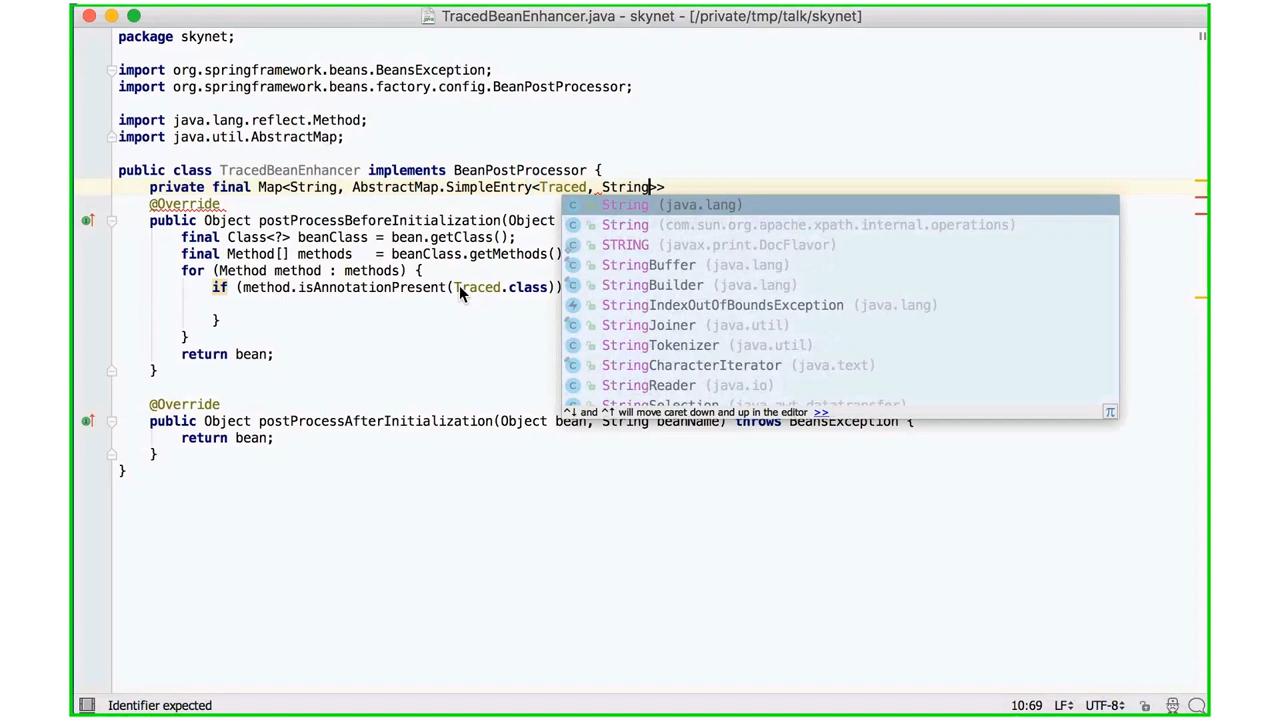 TracedBeanEnhancer.java - skynet - [/private/tmp/talk/skynet]
package skynet;
import org.springframework.beans.BeansException;
import org.springframework.beans.factory.config.BeanPostProcessor;
import java.lang.reflect.Method;
import java.util.AbstractMap;
public class TracedBeanEnhancer implements BeanPostProcessor {
private final Map<String, AbstractMap.SimpleEntry<Traced, String>>
@Override
public Object postProcessBeforeInitialization(Object
final Class<?> beanClass = bean.getClass();
final Method[] methods = beanClass.getMethods()
for (Method method : methods) {
if (method.isAnnotationPresent(Traced.class))
}
}
return bean;
}
String (java.lang)
String (com.sun.org.apache.xpath.internal.operations)
STRING (javax.print.DocFlavor)
StringBuffer (java.lang)
StringBuilder (java.lang)
StringIndexOutOfBoundsException (java.lang)
StringJoiner (java.util)
StringTokenizer (java.util)
StringCharacterIterator (java.text)
StringReader (java.io)
StringSelection (java.awt.datatransfer)
^↓ and ^↑ will move caret down and up in the editor >>
π
@Override
public Object postProcessAfterInitialization(Object bean, String beanName) throws BeansException {
return bean;
}
}
Identifier expected
10:69 LF UTF-8